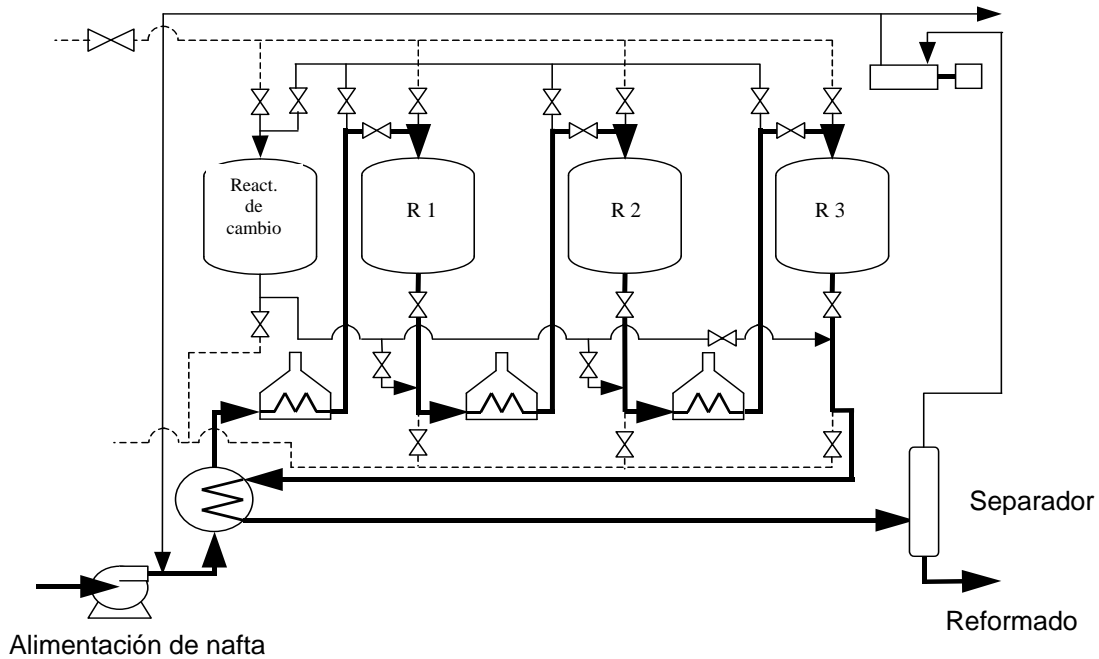 React.
de
cambio
R 1
R 2
R 3
Separador
Reformado
Alimentación de nafta